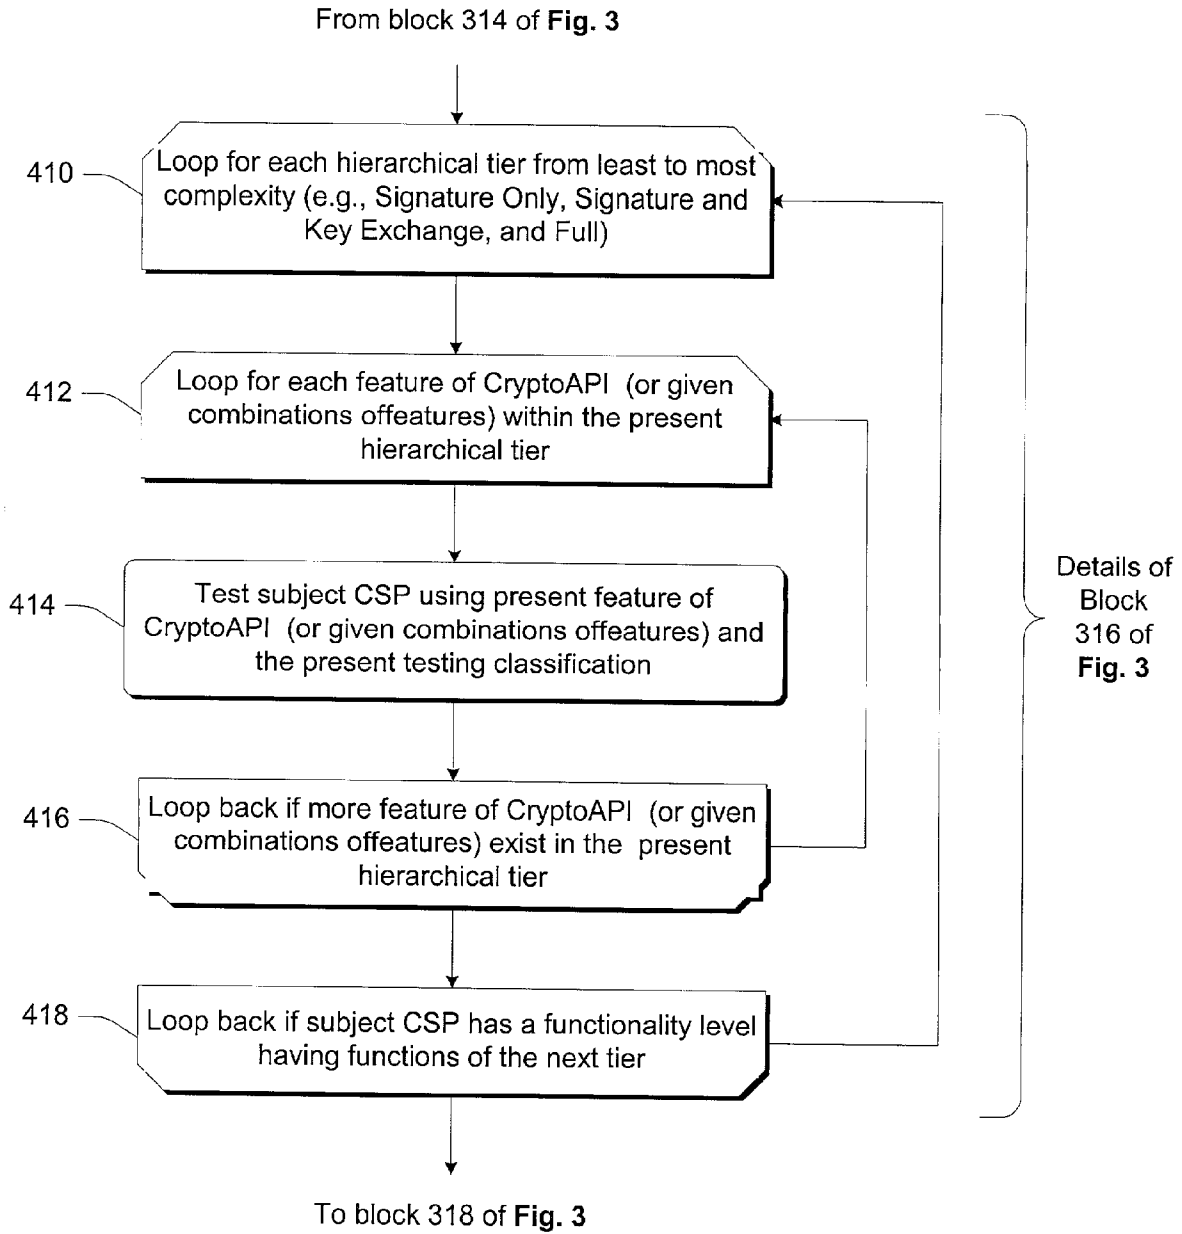 From block 314 of Fig. 3
410
Loop for each hierarchical tier from least to most
complexity (e.g., Signature Only, Signature and
Key Exchange, and Full)
412
Loop for each feature of CryptoAPI (or given
combinations offeatures) within the present
hierarchical tier
414
Test subject CSP using present feature of
CryptoAPI (or given combinations offeatures) and
the present testing classification
416
Loop back if more feature of CryptoAPI (or given
combinations offeatures) exist in the present
hierarchical tier
418
Loop back if subject CSP has a functionality level
having functions of the next tier
Details of
Block
316 of
Fig. 3
To block 318 of Fig. 3